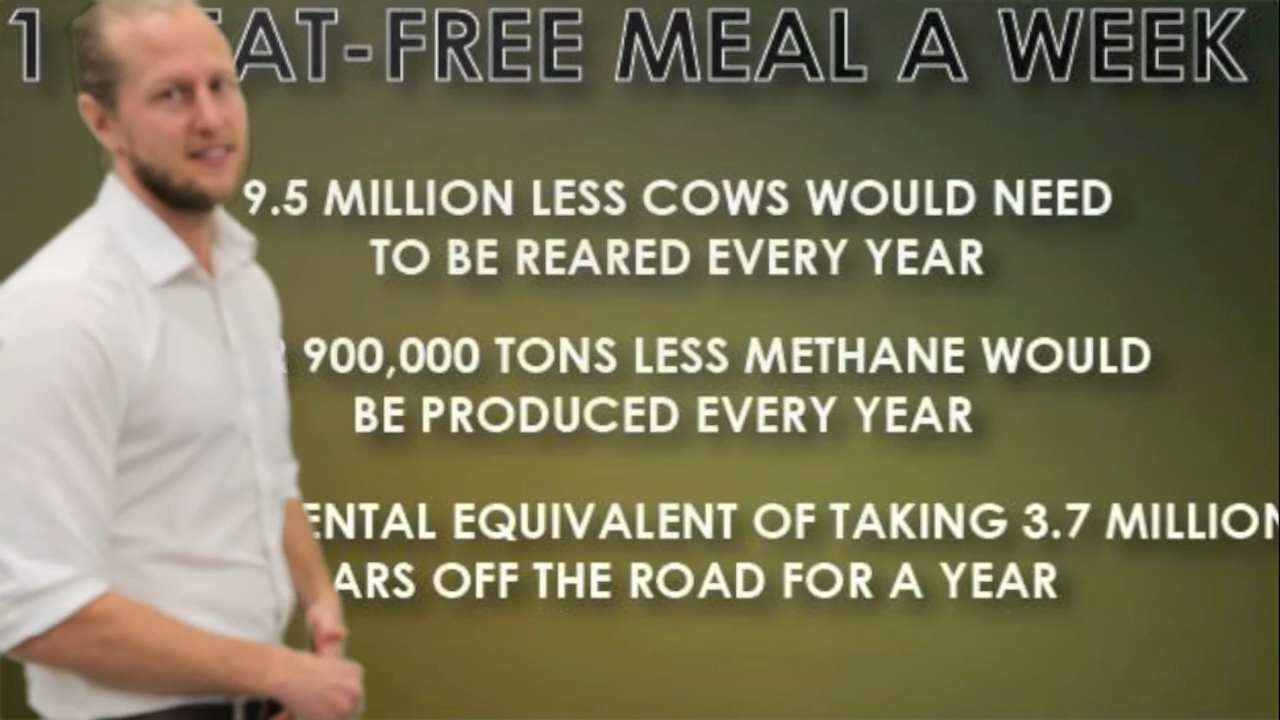 1 EAT-FREE MEAL A WEEK
9.5 MILLION LESS COWS WOULD NEED
TO BE REARED EVERY YEAR
900,000 TONS LESS METHANE WOULD
BE PRODUCED EVERY YEAR
ENTAL EQUIVALENT OF TAKING 3.7 MILLION
ARS OFF THE ROAD FOR A YEAR